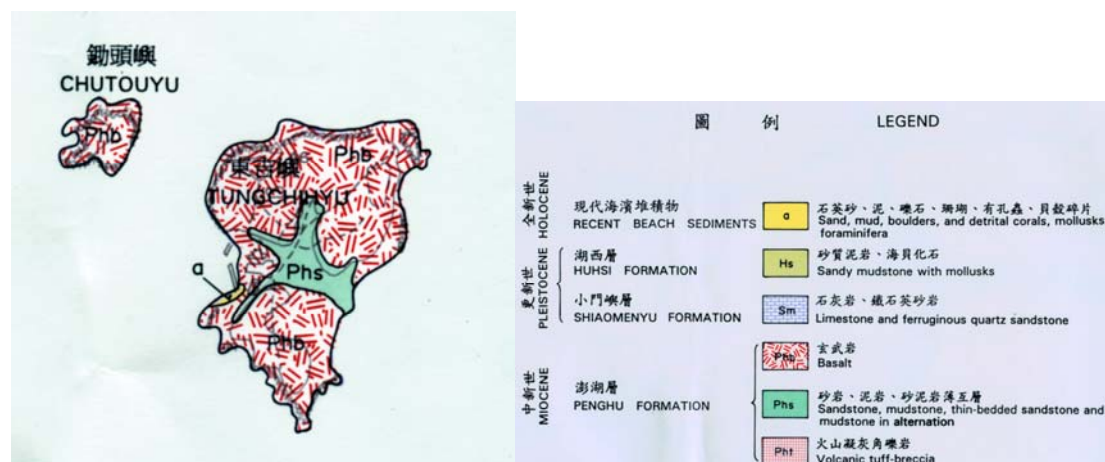 鋤頭嶼
CHUTOUYU
Phb
Phb
東吉嶼
TUNGCHIHYU
Phs
a
Phb
圖 例 LEGEND
全新世
HOLOCENE
現代海濱堆積物
RECENT BEACH SEDIMENTS
a
石英砂、泥、礫石、珊瑚、有孔蟲、貝殼碎片
Sand, mud, boulders, and detrital corals, mollusks
foraminifera
更新世
PLEISTOCENE
湖西層
HUHSI FORMATION
Hs
砂質泥岩、海貝化石
Sandy mudstone with mollusks
小門嶼層
SHIAOMENYU FORMATION
Sm
石灰岩、鐵石英砂岩
Limestone and ferruginous quartz sandstone
中新世
MIOCENE
澎湖層
PENGHU FORMATION
Phb
玄武岩
Basalt
Phs
砂岩、泥岩、砂泥岩薄互層
Sandstone, mudstone, thin-bedded sandstone and
mudstone in alternation
Pht
火山凝灰角礫岩
Volcanic tuff-breccia